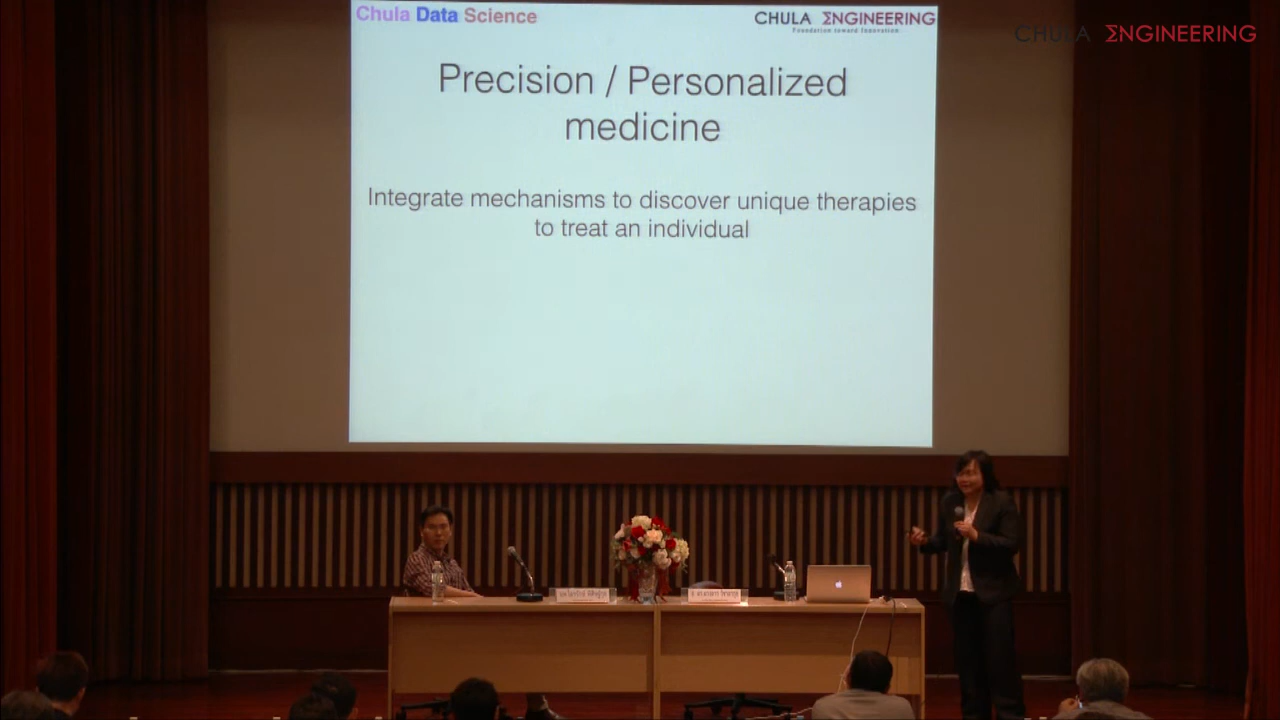 Chula Data Science
CHULA ΣNGINEERING
Foundation toward Innovation
CHULA ΣNGINEERING
Precision / Personalized
medicine
Integrate mechanisms to discover unique therapies
to treat an individual